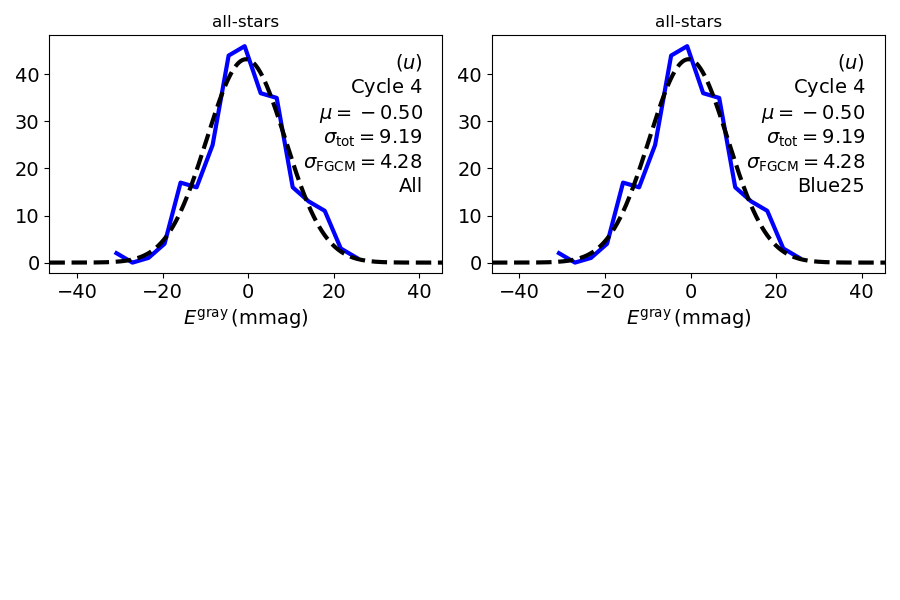 all-stars
(u)
Cycle 4
μ = −0.50
σtot = 9.19
σFGCM = 4.28
All
40
30
20
10
0
−40 −20 0 20 40
E^gray (mmag)
all-stars
(u)
Cycle 4
μ = −0.50
σtot = 9.19
σFGCM = 4.28
Blue25
40
30
20
10
0
−40 −20 0 20 40
E^gray (mmag)